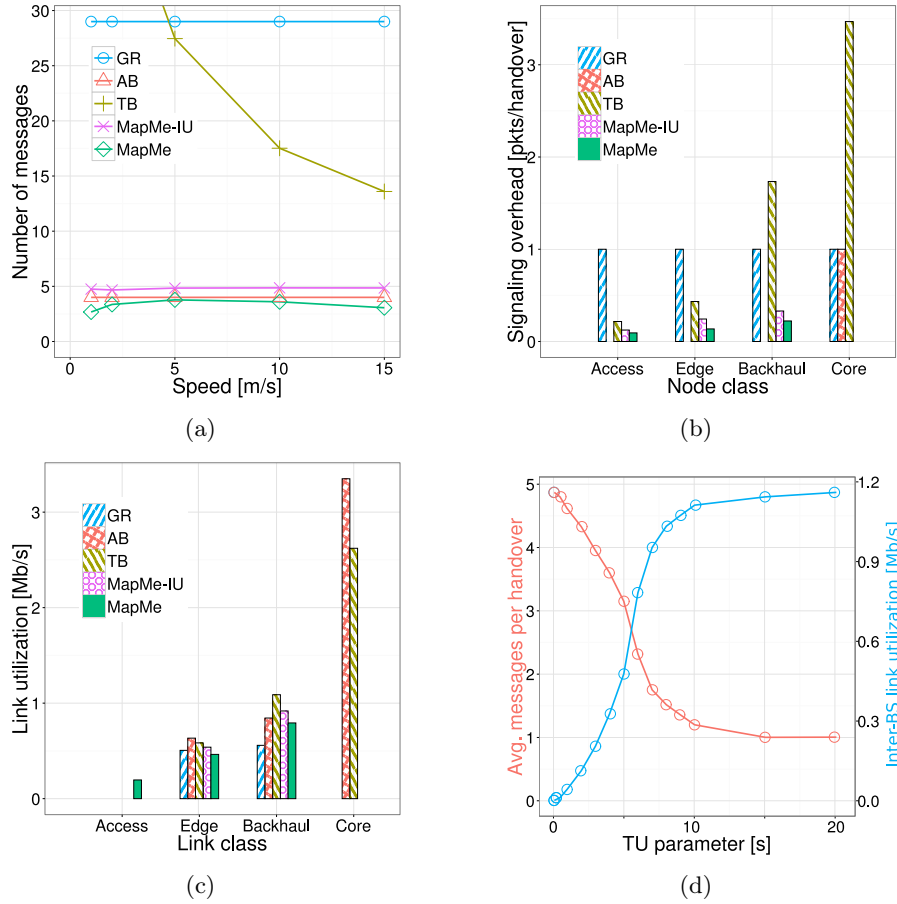 30
25
20
15
10
5
0
Number of messages
GR
AB
TB
MapMe-IU
MapMe
0
5
10
15
Speed [m/s]
(a)
3
2
1
0
Signaling overhead [pkts/handover]
GR
AB
TB
MapMe-IU
MapMe
Access
Edge
Backhaul
Core
Node class
(b)
3
2
1
0
Link utilization [Mb/s]
GR
AB
TB
MapMe-IU
MapMe
Access
Edge
Backhaul
Core
Link class
(c)
5
4
3
2
1
0
Avg. messages per handover
1.2
0.9
0.6
0.3
0.0
Inter-BS link utilization [Mb/s]
0
5
10
15
20
TU parameter [s]
(d)